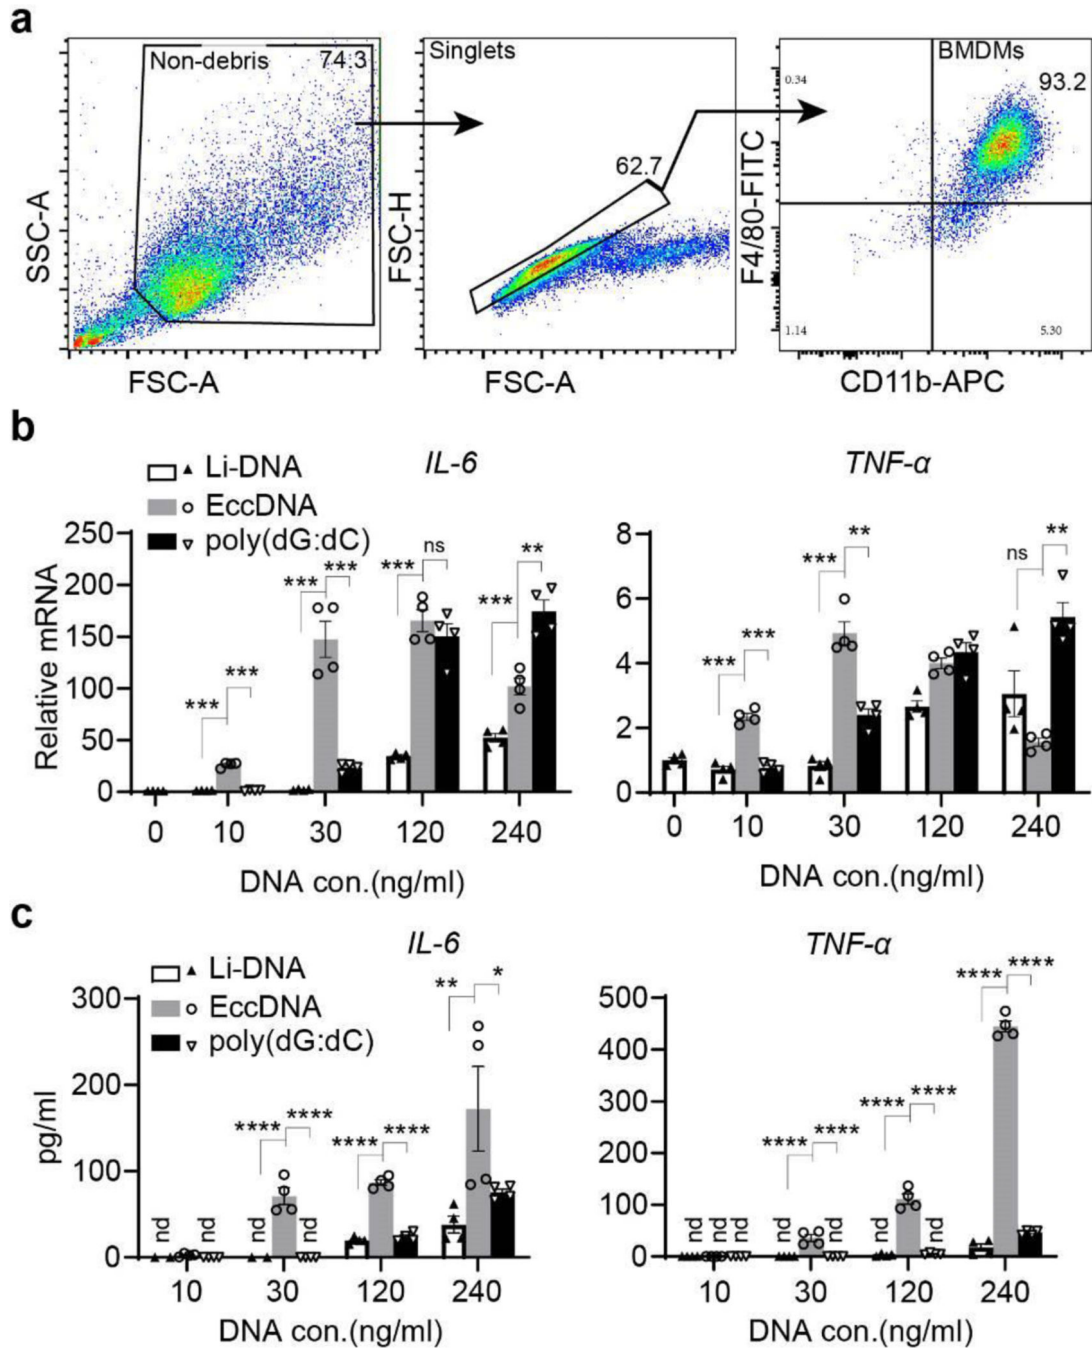 a
Non-debris 74.3
SSC-A
FSC-A
Singlets
62.7
FSC-H
FSC-A
BMDMs
93.2
0.34
1.14
5.30
F4/80-FITC
CD11b-APC
b
Li-DNA
EccDNA
poly(dG:dC)
IL-6
Relative mRNA
250
200
150
100
50
0
*** ***
*** ***
*** ns
*** **
0 10 30 120 240
DNA con.(ng/ml)
TNF-α
8
6
4
2
0
*** ***
*** **
ns **
0 10 30 120 240
DNA con.(ng/ml)
c
Li-DNA
EccDNA
poly(dG:dC)
IL-6
pg/ml
300
200
100
0
nd nd nd nd
**** ****
**** ****
** *
10 30 120 240
DNA con.(ng/ml)
TNF-α
500
400
300
200
100
0
nd nd nd nd nd nd nd
**** ****
**** ****
**** ****
10 30 120 240
DNA con.(ng/ml)